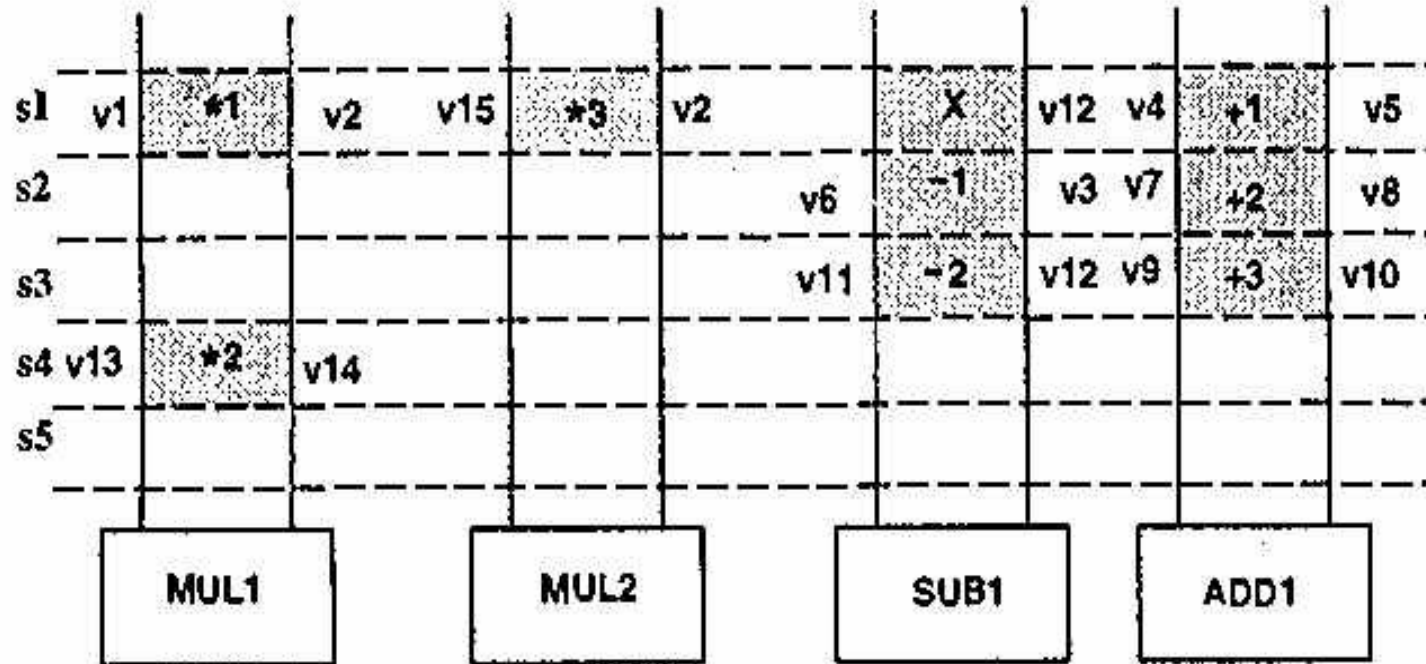 s1 v1 *1 v2 v15 *3 v2 X v12 v4 +1 v5
s2 v6 -1 v3 v7 +2 v8
s3 v11 -2 v12 v9 +3 v10
s4 v13 *2 v14
s5
MUL1 MUL2 SUB1 ADD1